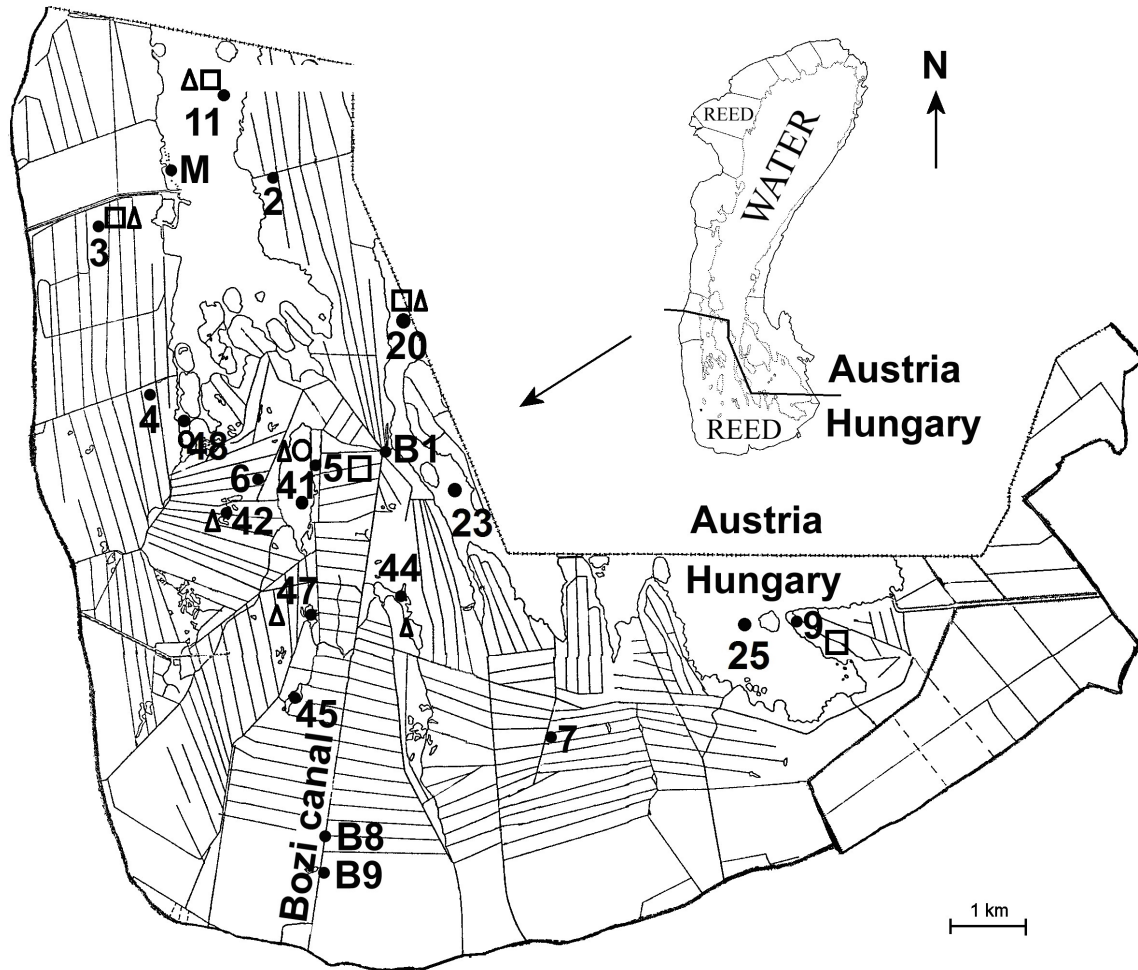 N
REED
WATER
Austria
Hungary
REED
11
M
2
3
20
4
48
B1
5
6
41
42
23
Austria
Hungary
44
47
9
25
45
7
Bozi canal
B8
B9
1 km